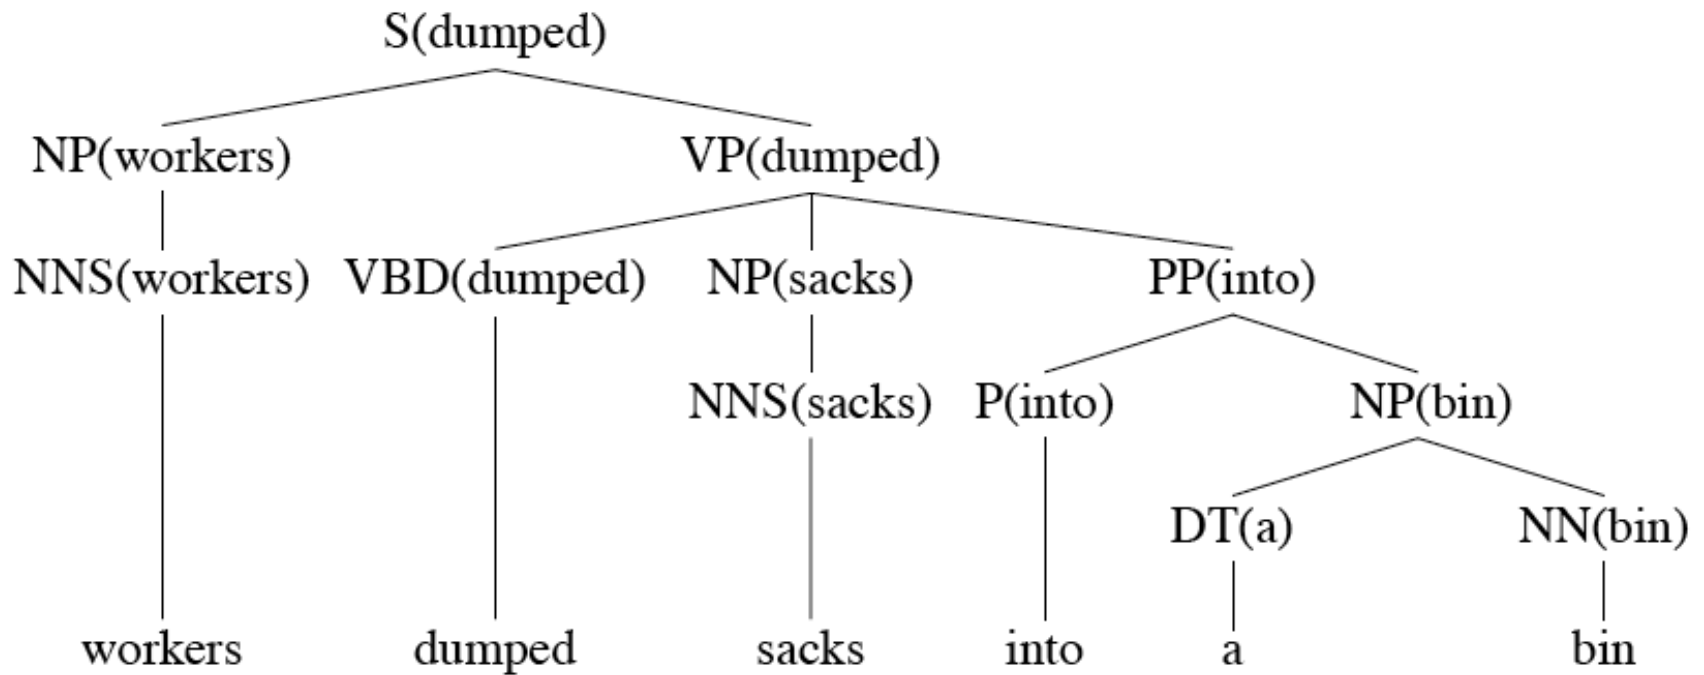 S(dumped)
NP(workers) VP(dumped)
NNS(workers) VBD(dumped) NP(sacks) PP(into)
NNS(sacks) P(into) NP(bin)
DT(a) NN(bin)
workers dumped sacks into a bin